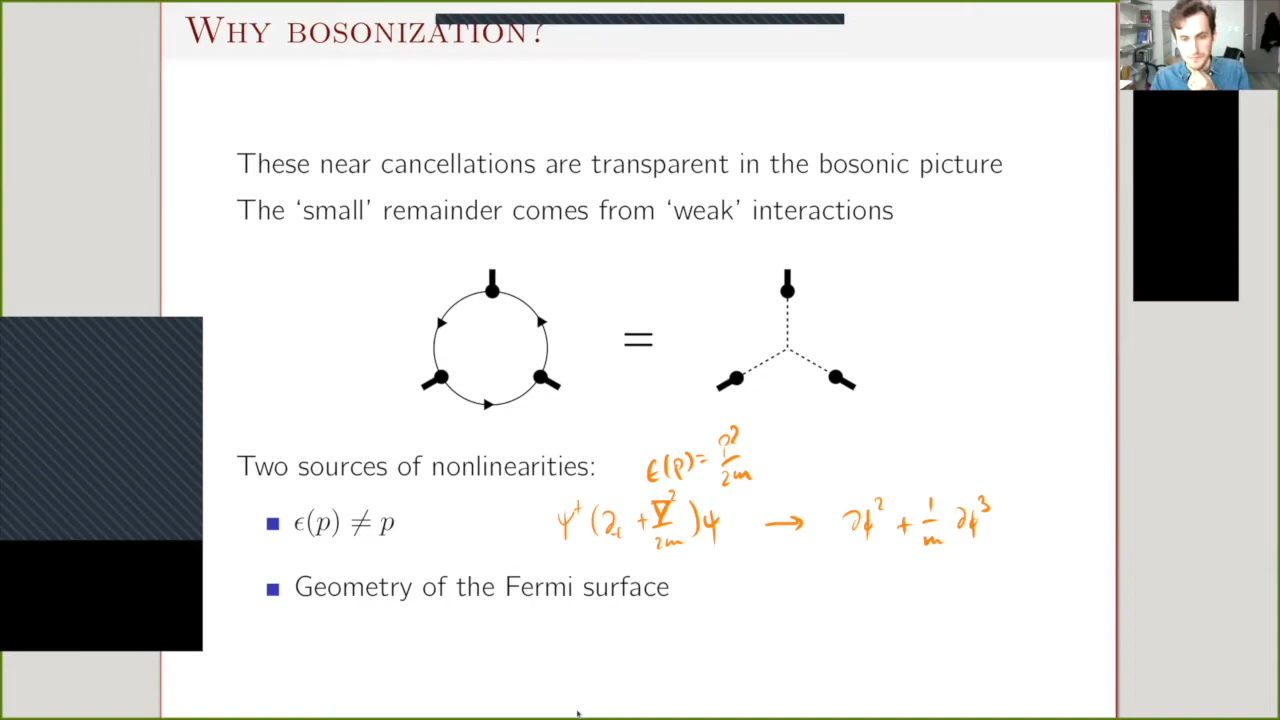 WHY BOSONIZATION?
These near cancellations are transparent in the bosonic picture
The ‘small’ remainder comes from ‘weak’ interactions
=
Two sources of nonlinearities:
ε(p) = p²/2m
■ ϵ(p) ≠ p
ψ† (∂t + ∇²/2m) ψ → ∂ϕ² + 1/m ∂ϕ³
■ Geometry of the Fermi surface